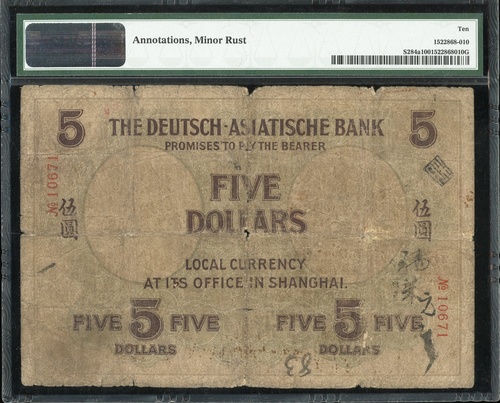 Annotations, Minor Rust
Ten
1522868-010
S284a1001522868010G
5 5
THE DEUTSCH-ASIATISCHE BANK
PROMISES TO PAY THE BEARER
№ 10671
FIVE
DOLLARS
伍圓 伍圓
LOCAL CURRENCY
AT ITS OFFICE IN SHANGHAI.
№ 10671
FIVE 5 FIVE FIVE 5 FIVE
DOLLARS DOLLARS
83